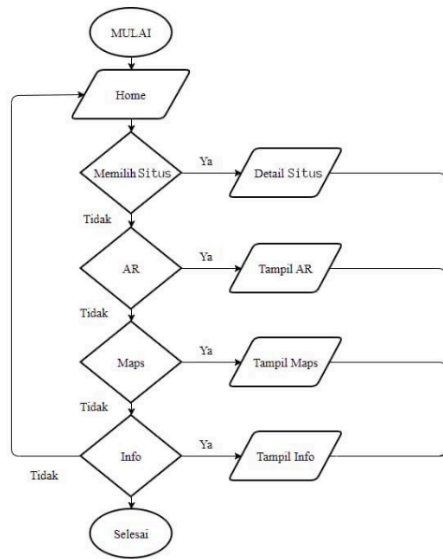 MULAI
Home
Memilih Situs
Ya
Detail Situs
Tidak
AR
Ya
Tampil AR
Tidak
Maps
Ya
Tampil Maps
Tidak
Info
Ya
Tampil Info
Tidak
Selesai